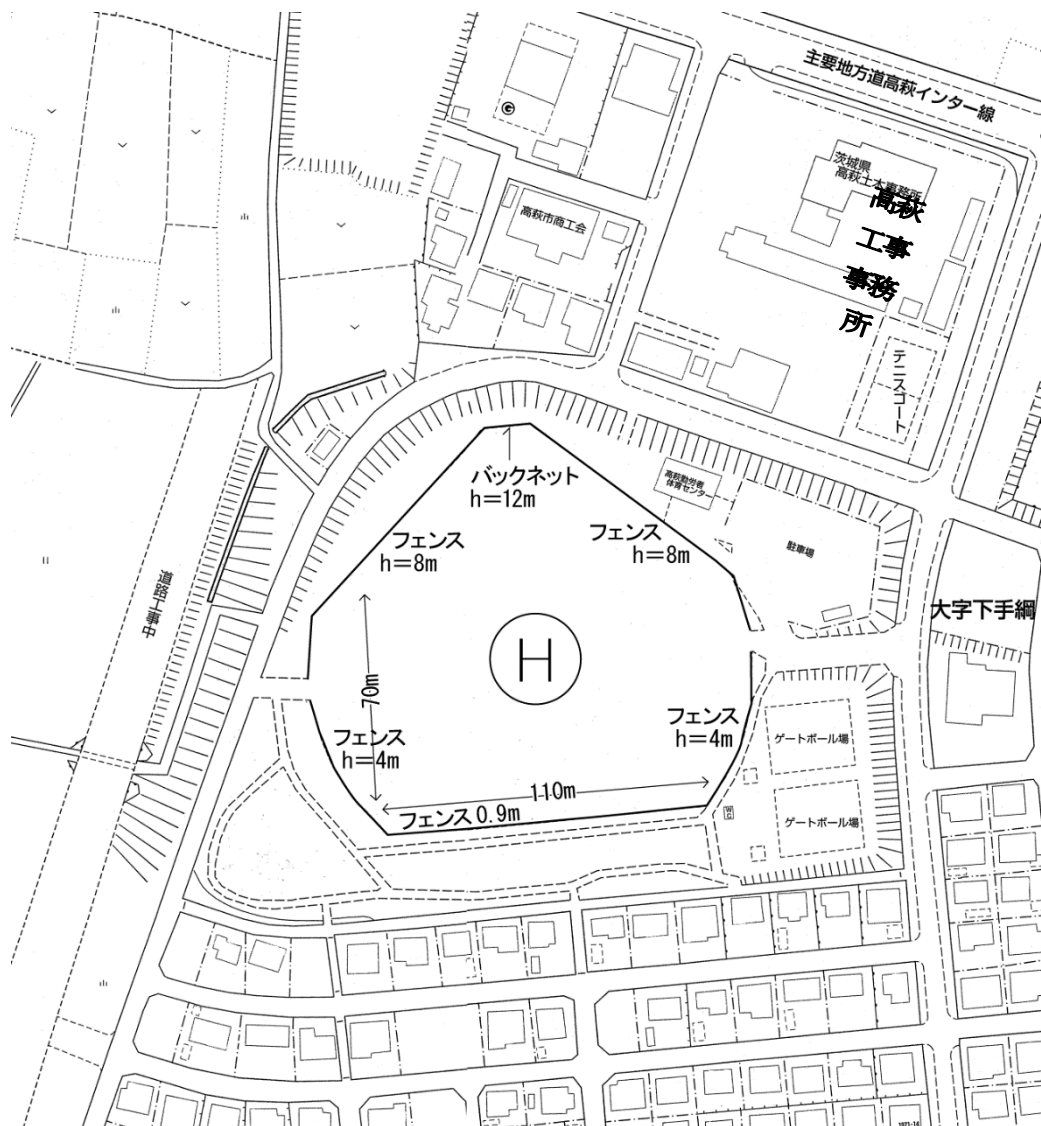 主要地方道高萩インター線
茨城県
高萩土木事務所
高萩
工事
事務
所
G
高萩市商工会
テニスコート
バックネット
h=12m
高萩勤労者
体育センター
フェンス
h=8m
フェンス
h=8m
駐車場
道路工事中
大字下手綱
H
70m
フェンス
h=4m
フェンス
h=4m
ゲートボール場
110m
フェンス0.9m
WC
ゲートボール場